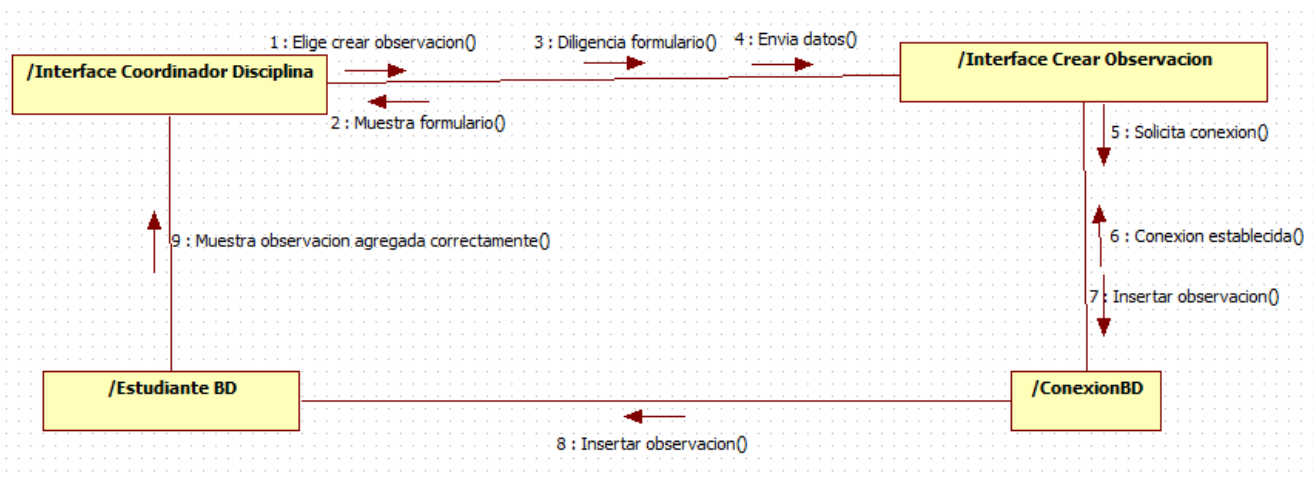 1 : Elige crear observacion()
3 : Diligencia formulario()
4 : Envia datos()
/Interface Coordinador Disciplina
/Interface Crear Observacion
2 : Muestra formulario()
5 : Solicita conexion()
9 : Muestra observacion agregada correctamente()
6 : Conexion establecida()
7 : Insertar observacion()
/Estudiante BD
/ConexionBD
8 : Insertar observacion()